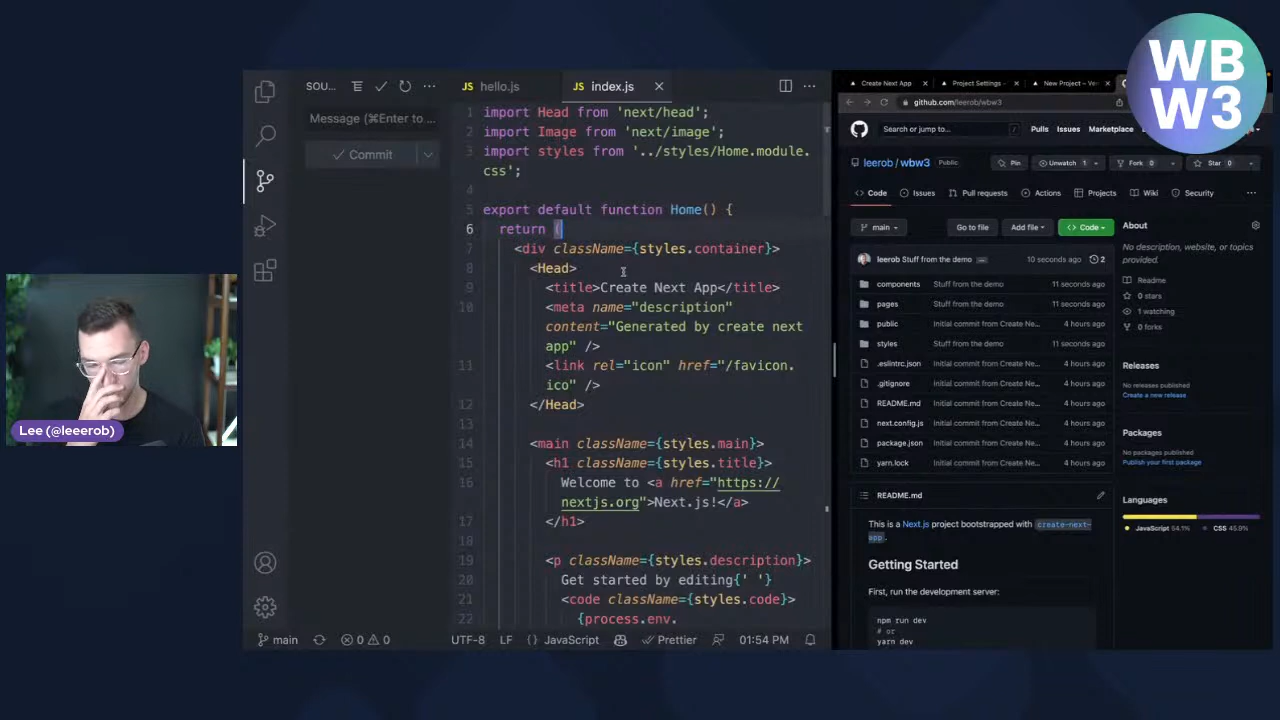 WB
W3
SOU...
JS hello.js
JS index.js
Message (⌘Enter to ...
Commit
1 import Head from 'next/head';
2 import Image from 'next/image';
3 import styles from '../styles/Home.module.
css';
4
5 export default function Home() {
6 return (
7 <div className={styles.container}>
8 <Head>
9 <title>Create Next App</title>
10 <meta name="description"
content="Generated by create next
app" />
11 <link rel="icon" href="/favicon.
ico" />
12 </Head>
13
14 <main className={styles.main}>
15 <h1 className={styles.title}>
16 Welcome to <a href="https://
nextjs.org">Next.js!</a>
17 </h1>
18
19 <p className={styles.description}>
20 Get started by editing{' '}
21 <code className={styles.code}>
22 {process.env.
main
0 0
UTF-8
LF
{} JavaScript
Prettier
01:54 PM
Lee (@leeerob)
Create Next App
Project Settings -
New Project – Ve
github.com/leerob/wbw3
Search or jump to...
/
Pulls
Issues
Marketplace
leerob / wbw3
Public
Pin
Unwatch 1
Fork 0
Star 0
Code
Issues
Pull requests
Actions
Projects
Wiki
Security
...
main
Go to file
Add file
<> Code
leerob Stuff from the demo ...
10 seconds ago
2
components Stuff from the demo 11 seconds ago
pages Stuff from the demo 11 seconds ago
public Initial commit from Create Ne... 4 hours ago
styles Stuff from the demo 11 seconds ago
.eslintrc.json Initial commit from Create Ne... 4 hours ago
.gitignore Initial commit from Create Ne... 4 hours ago
README.md Initial commit from Create Ne... 4 hours ago
next.config.js Initial commit from Create Ne... 4 hours ago
package.json Initial commit from Create Ne... 4 hours ago
yarn.lock Initial commit from Create Ne... 4 hours ago
README.md
This is a Next.js project bootstrapped with create-next-
app.
Getting Started
First, run the development server:
npm run dev
# or
yarn dev
About
No description, website, or topics
provided.
Readme
0 stars
1 watching
0 forks
Releases
No releases published
Create a new release
Packages
No packages published
Publish your first package
Languages
JavaScript 54.1%
CSS 45.9%